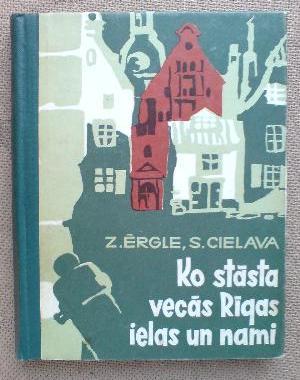 Z. ĒRGLE, S. CIELAVA
Ko stāsta
vecās Rīgas
ielas un nami